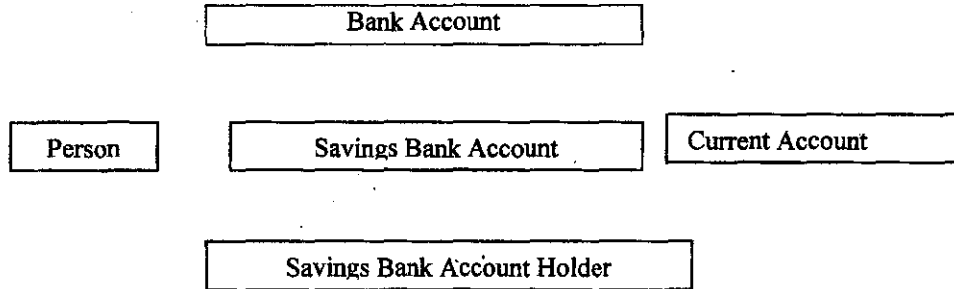 Bank Account
Person
Savings Bank Account
Current Account
Savings Bank Account Holder